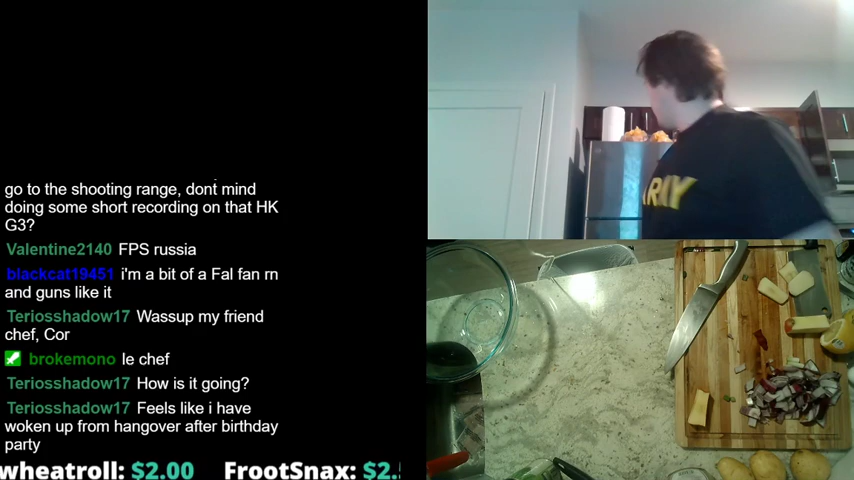 go to the shooting range, dont mind
doing some short recording on that HK
G3?
Valentine2140 FPS russia
blackcat19451 i'm a bit of a Fal fan rn
and guns like it
Teriosshadow17 Wassup my friend
chef, Cor
brokemono le chef
Teriosshadow17 How is it going?
Teriosshadow17 Feels like i have
woken up from hangover after birthday
party
wheatroll: $2.00 FrootSnax: $2.
ARMY